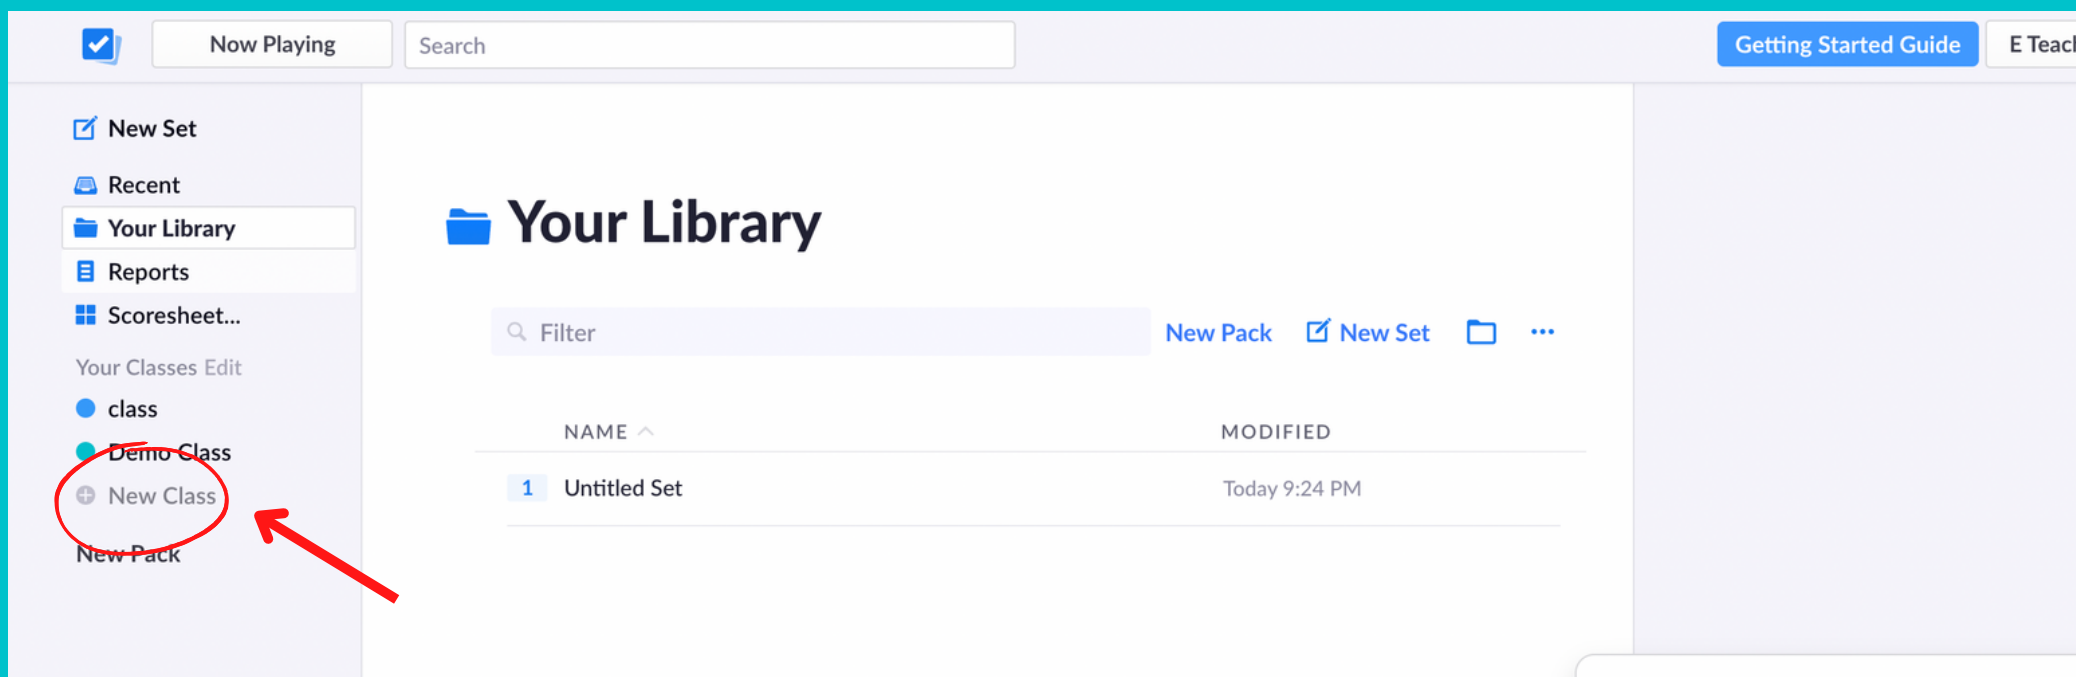 Now Playing
Search
Getting Started Guide
E Teach
New Set
Recent
Your Library
Reports
Scoresheet...
Your Classes Edit
class
Demo Class
New Class
New Pack
Your Library
Filter
New Pack
New Set
NAME
MODIFIED
1
Untitled Set
Today 9:24 PM